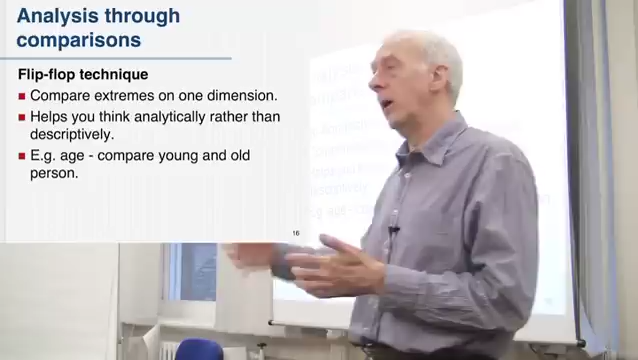 Analysis through
comparisons
Flip-flop technique
Compare extremes on one dimension.
Helps you think analytically rather than
descriptively.
E.g. age - compare young and old
person.
16